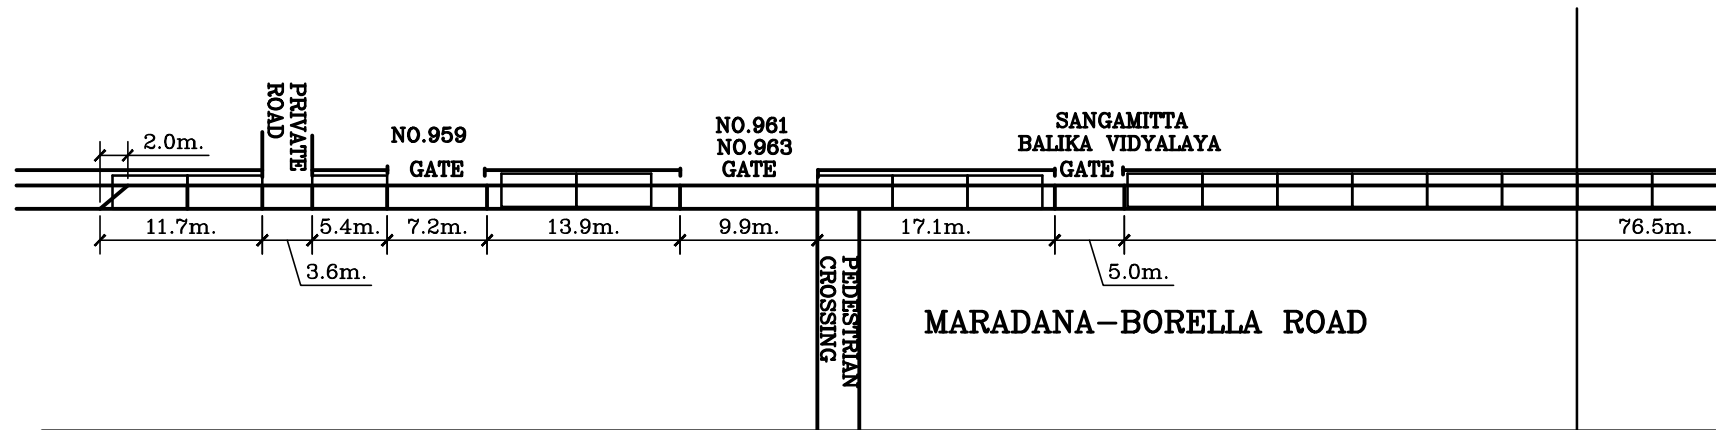 PRIVATE
ROAD
2.0m.
NO.959
GATE
NO.961
NO.963
GATE
SANGAMITTA
BALIKA VIDYALAYA
GATE
11.7m.
5.4m.
7.2m.
13.9m.
9.9m.
17.1m.
76.5m.
3.6m.
5.0m.
PEDESTRIAN
CROSSING
MARADANA-BORELLA ROAD